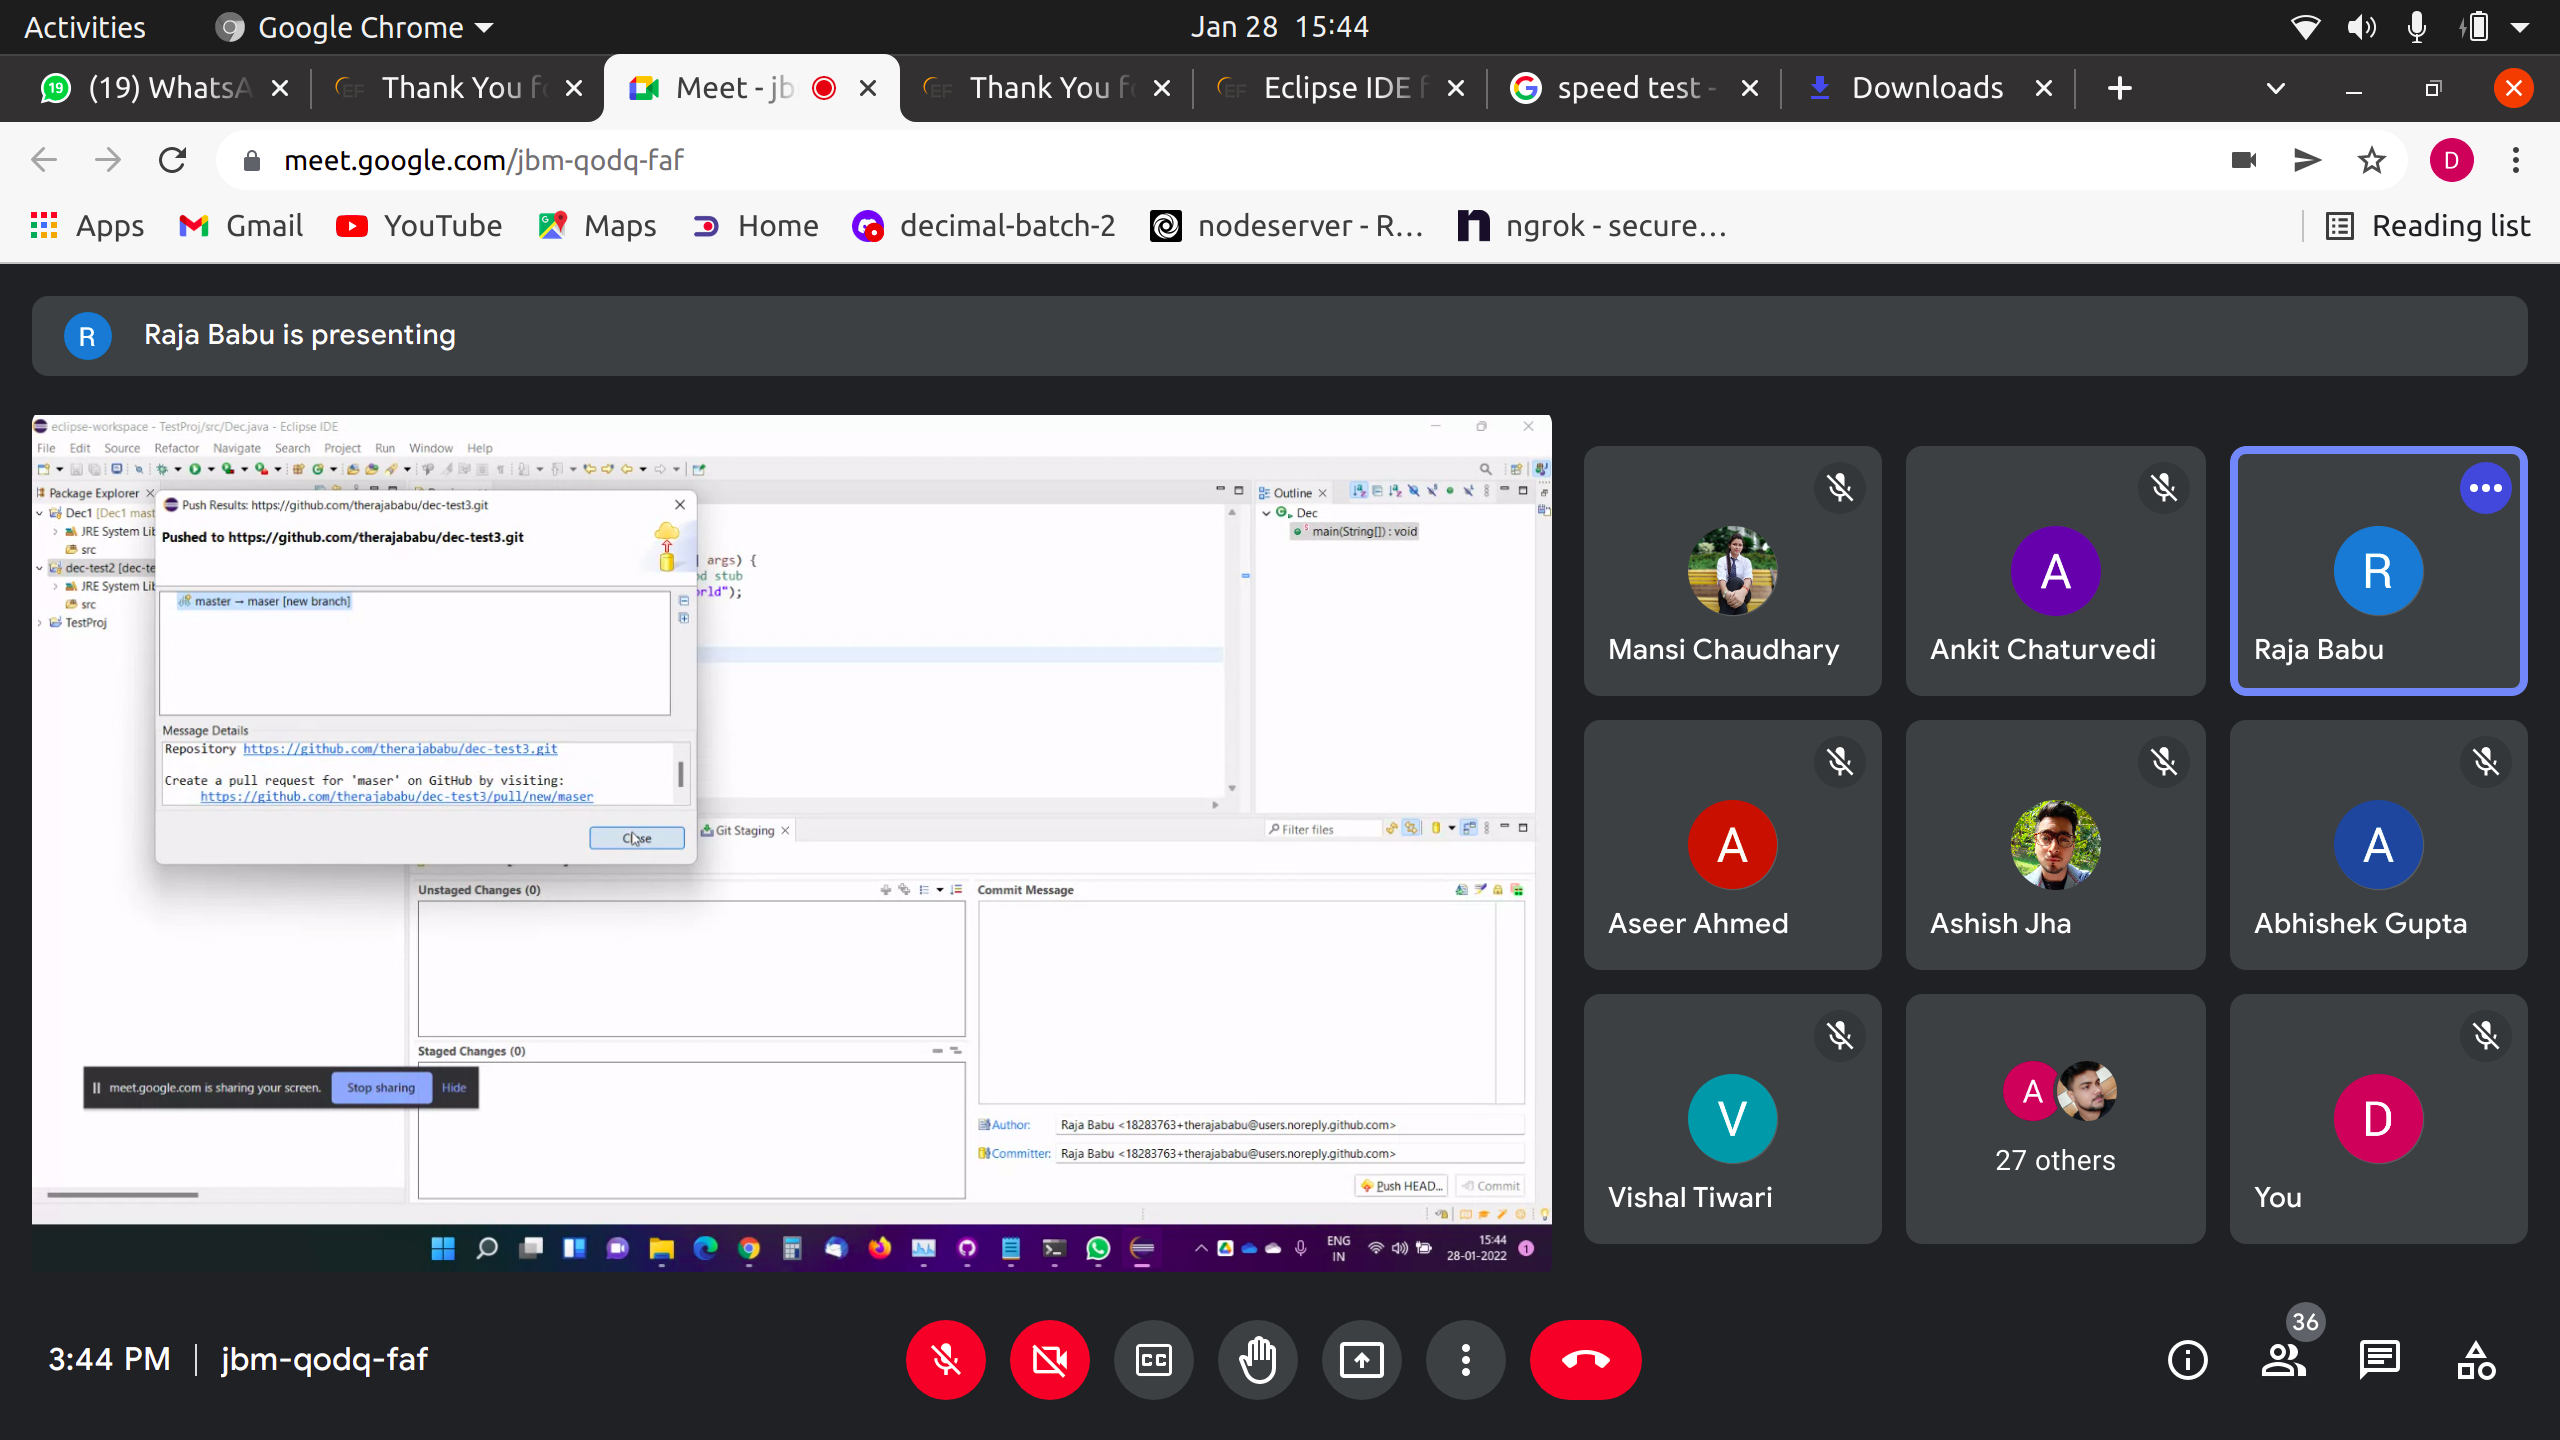 Activities
Google Chrome
Jan 28 15:44
19
(19) WhatsA
Thank You fo
Meet - jb
Thank You fo
Eclipse IDE f
speed test -
Downloads
meet.google.com/jbm-qodq-faf
D
Apps
Gmail
YouTube
Maps
Home
decimal-batch-2
nodeserver - R...
ngrok - secure...
Reading list
R
Raja Babu is presenting
eclipse-workspace - TestProj/src/Dec.java - Eclipse IDE
File Edit Source Refactor Navigate Search Project Run Window Help
Package Explorer
Dec1 [Dec1 mast
JRE System Lib
src
dec-test2 [dec-te
JRE System Lib
src
TestProj
Push Results: https://github.com/therajababu/dec-test3.git
Pushed to https://github.com/therajababu/dec-test3.git
master → maser [new branch]
Message Details
Repository https://github.com/therajababu/dec-test3.git
Create a pull request for 'maser' on GitHub by visiting:
https://github.com/therajababu/dec-test3/pull/new/maser
Close
args) {
d stub
rld");
Outline
Dec
main(String[]) : void
Git Staging
Filter files
Unstaged Changes (0)
Staged Changes (0)
Commit Message
Author: Raja Babu <18283763+therajababu@users.noreply.github.com>
Committer: Raja Babu <18283763+therajababu@users.noreply.github.com>
Push HEAD...
Commit
meet.google.com is sharing your screen.
Stop sharing
Hide
ENG
IN
15:44
28-01-2022
1
Mansi Chaudhary
A
Ankit Chaturvedi
R
Raja Babu
A
Aseer Ahmed
Ashish Jha
A
Abhishek Gupta
V
Vishal Tiwari
A
27 others
D
You
3:44 PM | jbm-qodq-faf
CC
36